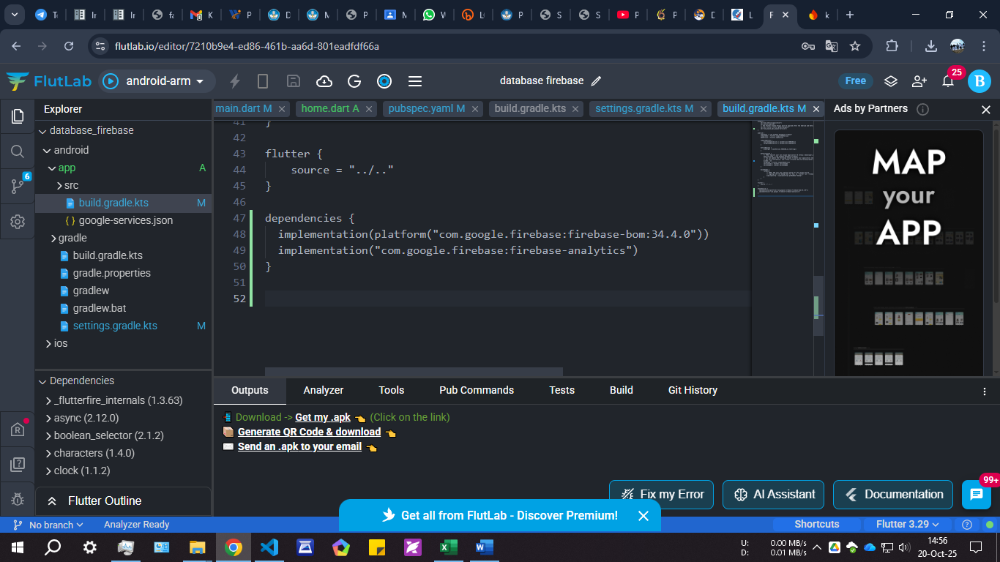 T
Ir
Ir
fa
K
P
D
M
P
M
W
L
P
S
S
P
P
D
L
F
k
flutlab.io/editor/7210b9e4-ed86-461b-aa6d-801eadfdf66a
FlutLab
android-arm
database firebase
Free
25
B
Explorer
main.dart M
home.dart A
pubspec.yaml M
build.gradle.kts
settings.gradle.kts M
build.gradle.kts M
Ads by Partners
database_firebase
android
app A
src
build.gradle.kts M
google-services.json
gradle
build.gradle.kts
gradle.properties
gradlew
gradlew.bat
settings.gradle.kts M
ios
6
41 }
42
43 flutter {
44 source = "../.."
45 }
46
47 dependencies {
48 implementation(platform("com.google.firebase:firebase-bom:34.4.0"))
49 implementation("com.google.firebase:firebase-analytics")
50 }
51
52
MAP
your
APP
Dependencies
_flutterfire_internals (1.3.63)
async (2.12.0)
boolean_selector (2.1.2)
characters (1.4.0)
clock (1.1.2)
Flutter Outline
Outputs
Analyzer
Tools
Pub Commands
Tests
Build
Git History
Download -> Get my .apk (Click on the link)
Generate QR Code & download
Send an .apk to your email
Fix my Error
AI Assistant
Documentation
99+
Get all from FlutLab - Discover Premium!
No branch
Analyzer Ready
Shortcuts
Flutter 3.29
U: 0.00 MB/s
D: 0.01 MB/s
14:56
20-Oct-25